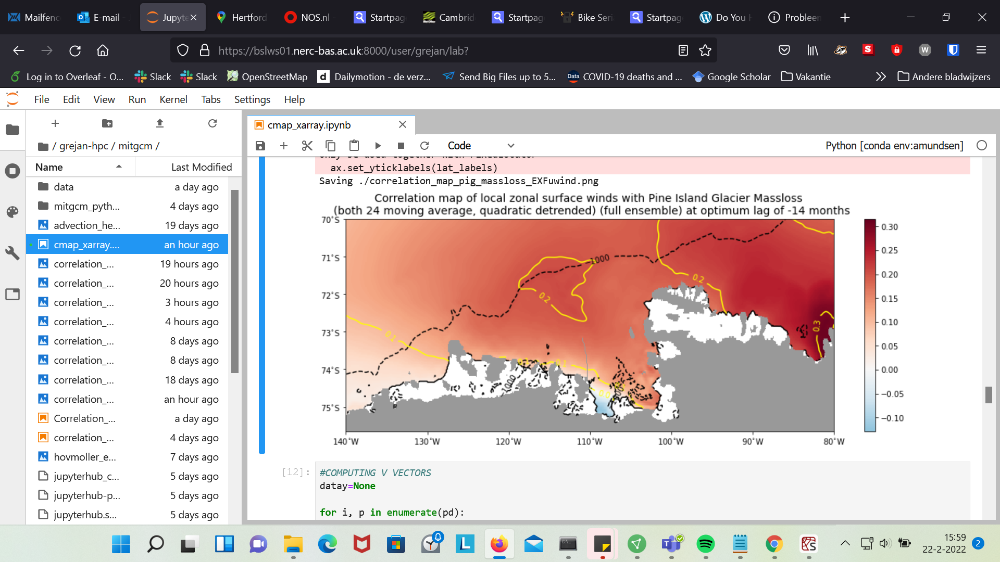 Mailfenc
E-mail -
Jupyte
Hertford
NOS.nl -
Startpag
Cambrid
Startpag
Bike Seri
Startpag
Do You H
Probleem
https://bslws01.nerc-bas.ac.uk:8000/user/grejan/lab?
Log in to Overleaf - O...
Slack
Slack
OpenStreetMap
d Dailymotion - de verz...
Send Big Files up to 5...
Data COVID-19 deaths and ...
Google Scholar
Vakantie
Andere bladwijzers
File Edit View Run Kernel Tabs Settings Help
/ grejan-hpc / mitgcm /
Name Last Modified
data a day ago
mitgcm_pyth... 4 days ago
advection_he... 19 days ago
cmap_xarray.... an hour ago
correlation_... 19 hours ago
correlation_... 20 hours ago
correlation_... 3 hours ago
correlation_... 4 hours ago
correlation_... 8 days ago
correlation_... 8 days ago
correlation_... 18 days ago
correlation_... an hour ago
Correlation_... a day ago
correlation_... 4 days ago
hovmoller_e... 7 days ago
jupyterhub_c... 5 days ago
jupyterhub-p... 5 days ago
jupyterhub.s... 5 days ago
cmap_xarray.ipynb
Code
Python [conda env:amundsen]
only be used together with FixedLocator
ax.set_yticklabels(lat_labels)
Saving ./correlation_map_pig_massloss_EXFuwind.png
Correlation map of local zonal surface winds with Pine Island Glacier Massloss
(both 24 moving average, quadratic detrended) (full ensemble) at optimum lag of -14 months
70°S
71°S
72°S
73°S
74°S
75°S
140°W 130°W 120°W 110°W 100°W 90°W 80°W
1000
0.2
0.2
0.1
0.3
0.1
1000
0.0
0.30
0.25
0.20
0.15
0.10
0.05
0.00
−0.05
−0.10
[12]:
#COMPUTING V VECTORS
datay=None
for i, p in enumerate(pd):
15:59
22-2-2022
2